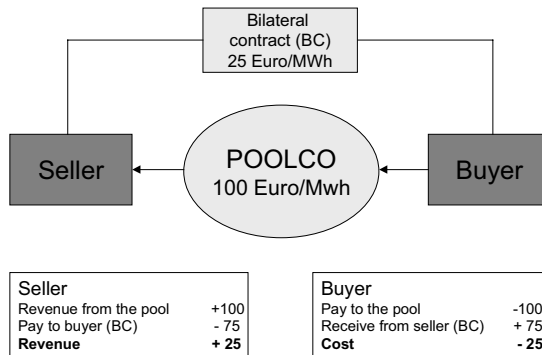 Bilateral
contract (BC)
25 Euro/MWh
Seller
POOLCO
100 Euro/Mwh
Buyer
Seller
Revenue from the pool +100
Pay to buyer (BC) - 75
Revenue + 25
Buyer
Pay to the pool -100
Receive from seller (BC) + 75
Cost - 25